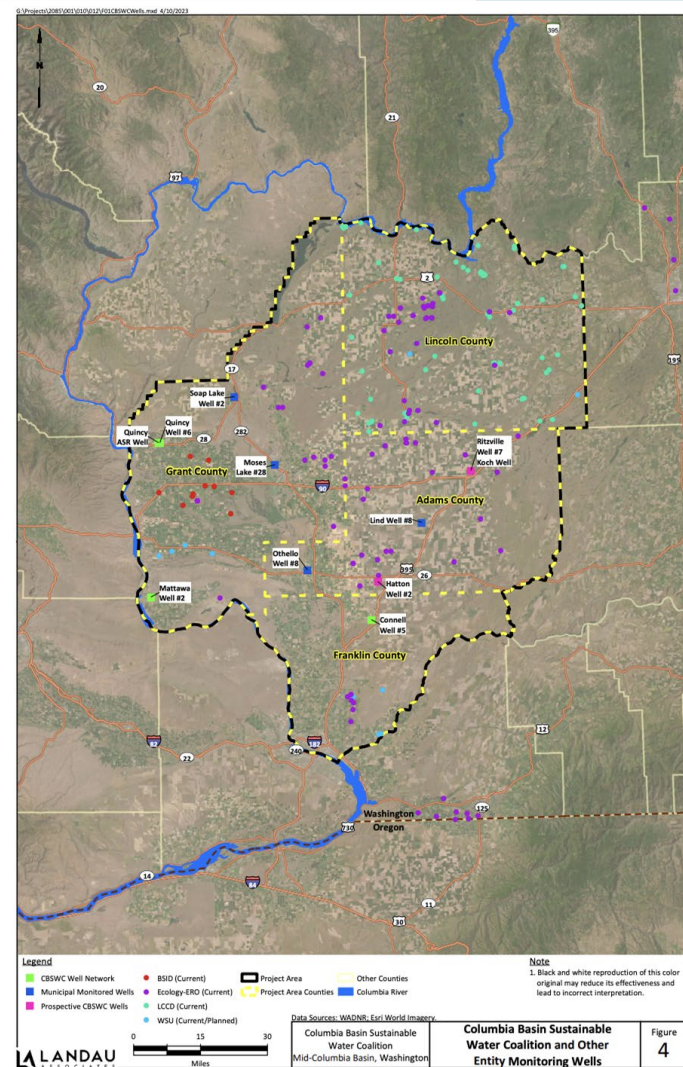 G:\Projects\2085\001\010\012\F01CBSWCWells.mxd 4/10/2023
N
395
20
21
97
2
Lincoln County
195
17
Soap Lake
Well #2
Quincy
Well #6
Quincy
ASR Well
28
282
Ritzville
Well #7
Koch Well
Moses
Lake #28
Grant County
90
Adams County
Lind Well #8
Othello
Well #8
395
26
Hatton
Well #2
Mattawa
Well #2
Connell
Well #5
Franklin County
82
22
240
182
12
125
Washington
Oregon
730
14
84
11
30
Legend
CBSWC Well Network
Municipal Monitored Wells
Prospective CBSWC Wells
BSID (Current)
Ecology-ERO (Current)
LCCD (Current)
WSU (Current/Planned)
Project Area
Project Area Counties
Other Counties
Columbia River
Note
1. Black and white reproduction of this color
original may reduce its effectiveness and
lead to incorrect interpretation.
Data Sources: WADNR; Esri World Imagery.
0 15 30
Miles
LANDAU
ASSOCIATES
Columbia Basin Sustainable
Water Coalition
Mid-Columbia Basin, Washington
Columbia Basin Sustainable
Water Coalition and Other
Entity Monitoring Wells
Figure
4